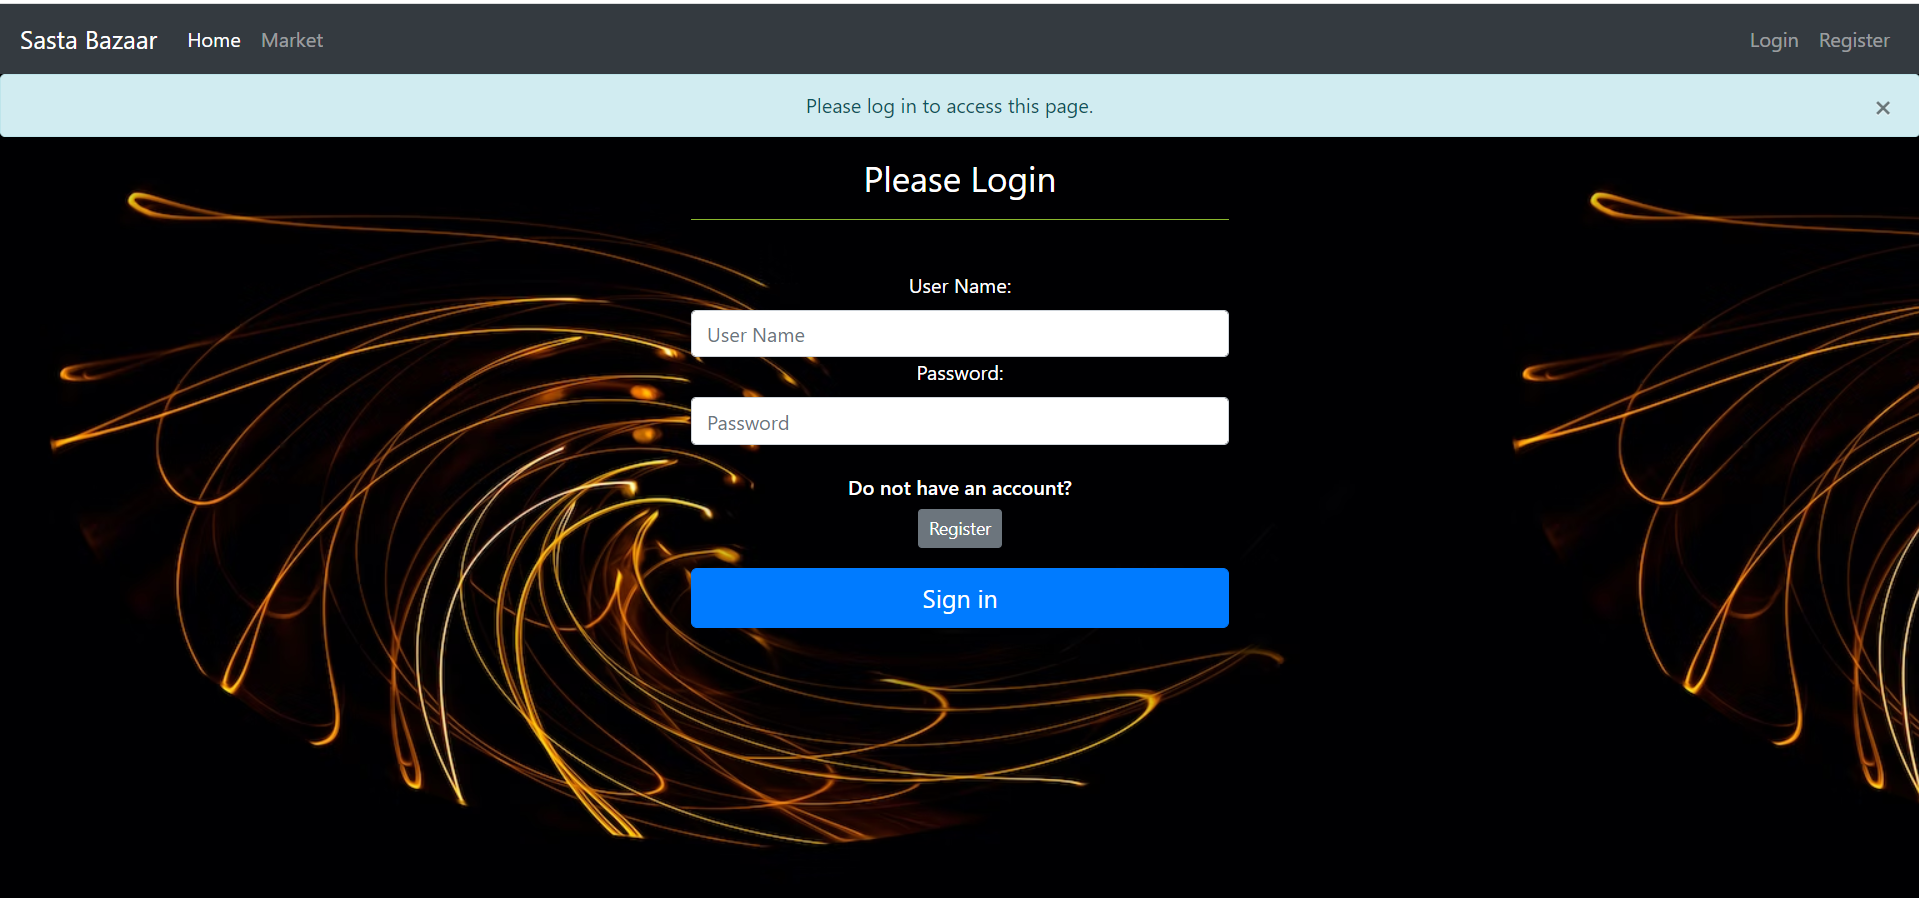 Sasta Bazaar Home Market Login Register
Please log in to access this page. ×
Please Login
User Name:
User Name
Password:
Password
Do not have an account?
Register
Sign in